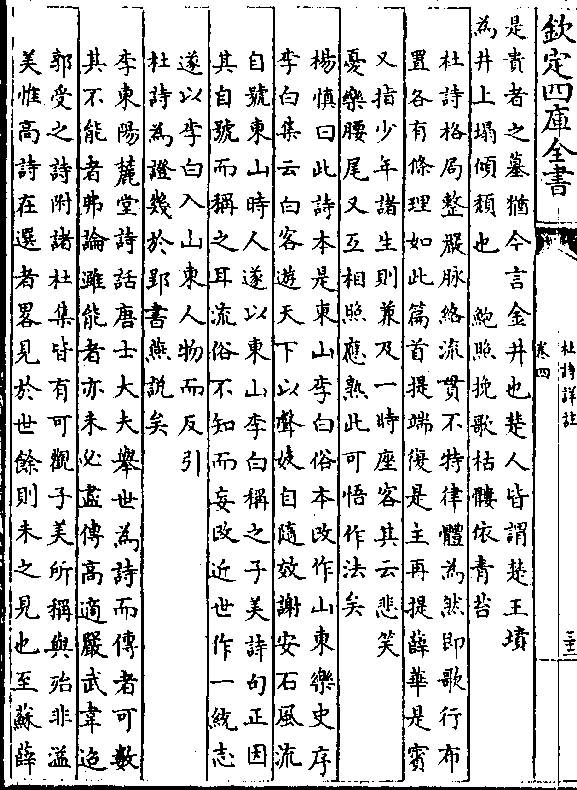 欽定四庫全書
杜詩詳註
卷四
三
是貴者之墓猶今言金井也楚人皆謂楚王墳
為井上塌傾頹也　鮑照挽歌枯髏依青苔
杜詩格局整嚴脉絡流貫不特律體為然即歌行布
置各有條理如此篇首提端復是主再提薛華是賓
又指少年諸生則兼及一時座客其云悲笑
憂樂腰尾又互相照應熟此可悟作法矣
楊慎曰此詩本是東山李白俗本改作山東樂史序
李白集云白客遊天下以聲妓自隨效謝安石風流
自號東山時人遂以東山李白稱之子美詩句正因
其自號而稱之耳流俗不知而妄改近世作一統志
遂以李白入山東人物而反引
杜詩為證幾於郢書燕說矣
李東陽麓堂詩話唐士大夫舉世為詩而傳者可數
其不能者弗論雖能者亦未必盡傳高適嚴武韋迢
郭受之詩附諸杜集皆有可觀子美所稱與殆非溢
美惟高詩在選者畧見於世餘則未之見也至蘇薛